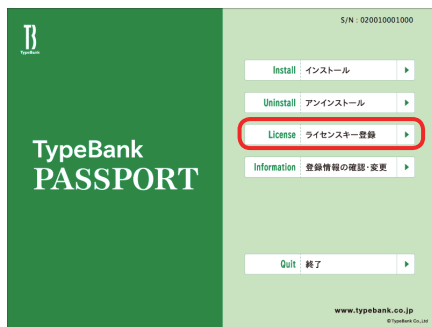 S/N : 020010001000
TB
TypeBank
Install インストール
Uninstall アンインストール
License ライセンスキー登録
Information 登録情報の確認・変更
TypeBank
PASSPORT
Quit 終了
www.typebank.co.jp
©TypeBank Co.,Ltd